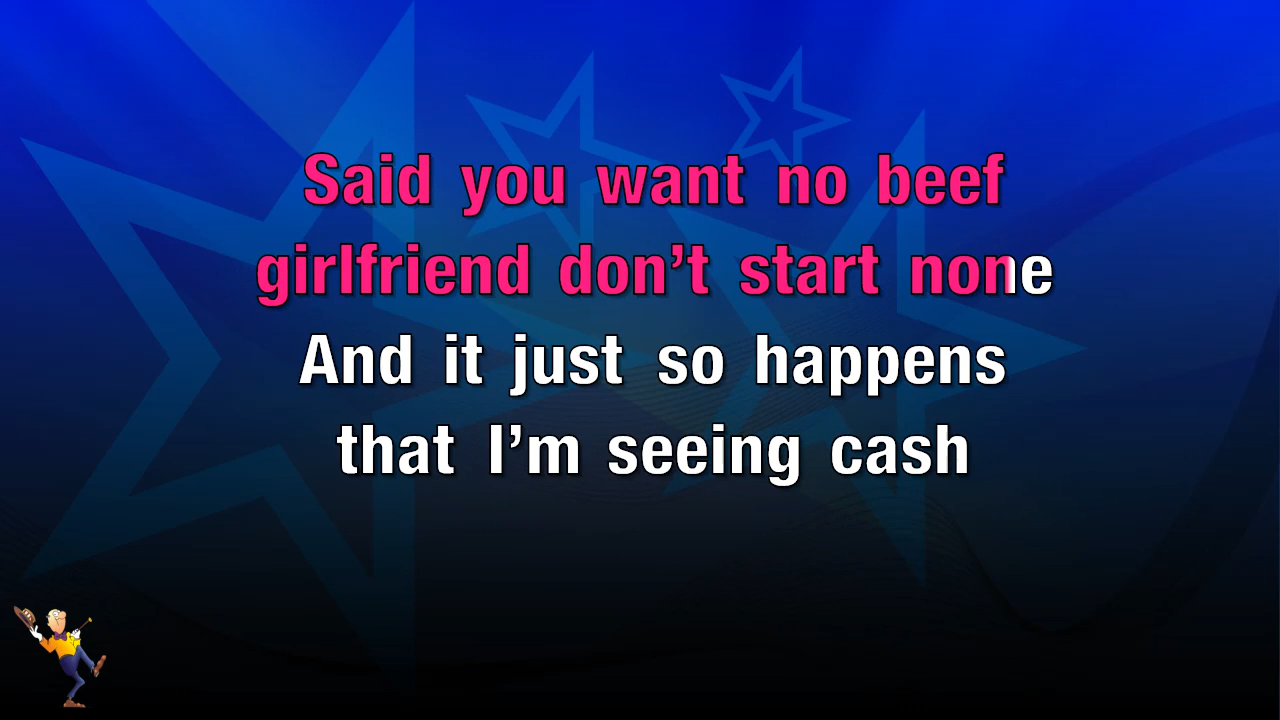 Said you want no beef
girlfriend don’t start none
And it just so happens
that I’m seeing cash